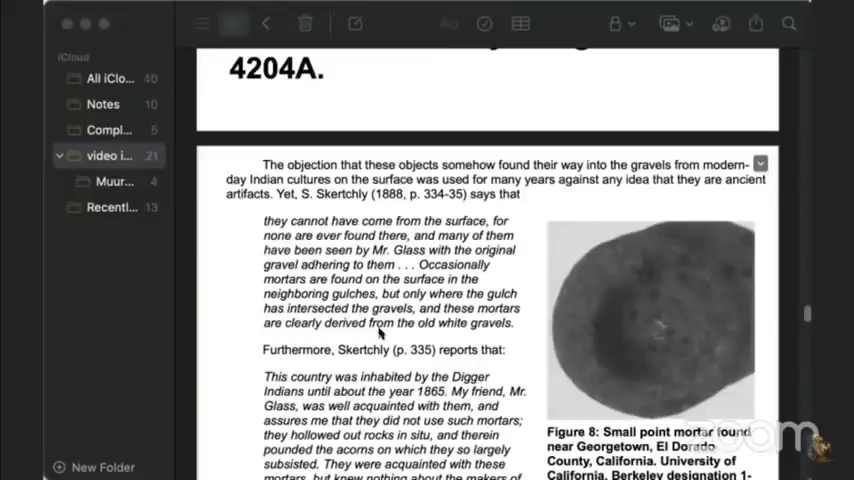 iCloud
All iClo... 40
Notes 10
Compl... 5
video i... 21
Muur... 4
Recentl... 13
New Folder
Aa
4204A.
The objection that these objects somehow found their way into the gravels from modern-
day Indian cultures on the surface was used for many years against any idea that they are ancient
artifacts. Yet, S. Skertchly (1888, p. 334-35) says that
they cannot have come from the surface, for
none are ever found there, and many of them
have been seen by Mr. Glass with the original
gravel adhering to them . . . Occasionally
mortars are found on the surface in the
neighboring gulches, but only where the gulch
has intersected the gravels, and these mortars
are clearly derived from the old white gravels.
Furthermore, Skertchly (p. 335) reports that:
This country was inhabited by the Digger
Indians until about the year 1865. My friend, Mr.
Glass, was well acquainted with them, and
assures me that they did not use such mortars;
they hollowed out rocks in situ, and therein
pounded the acorns on which they so largely
subsisted. They were acquainted with these
mortars, but knew nothing about the makers of
Figure 8: Small point mortar found
near Georgetown, El Dorado
County, California. University of
California, Berkeley designation 1-
zoom